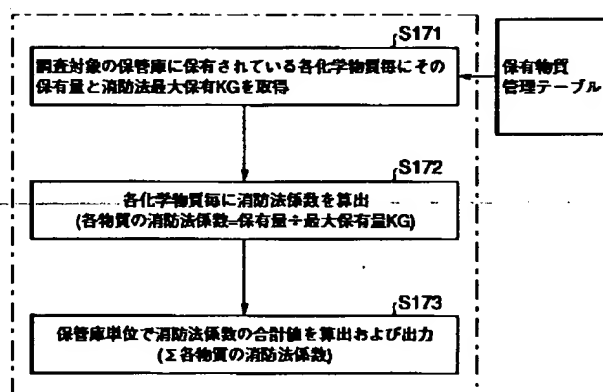 S171
調査対象の保管庫に保有されている各化学物質毎にその
保有量と消防法最大保有KGを取得
保有物質
管理テーブル
S172
各化学物質毎に消防法係数を算出
(各物質の消防法係数=保有量÷最大保有量KG)
S173
保管庫単位で消防法係数の合計値を算出および出力
(Σ各物質の消防法係数)